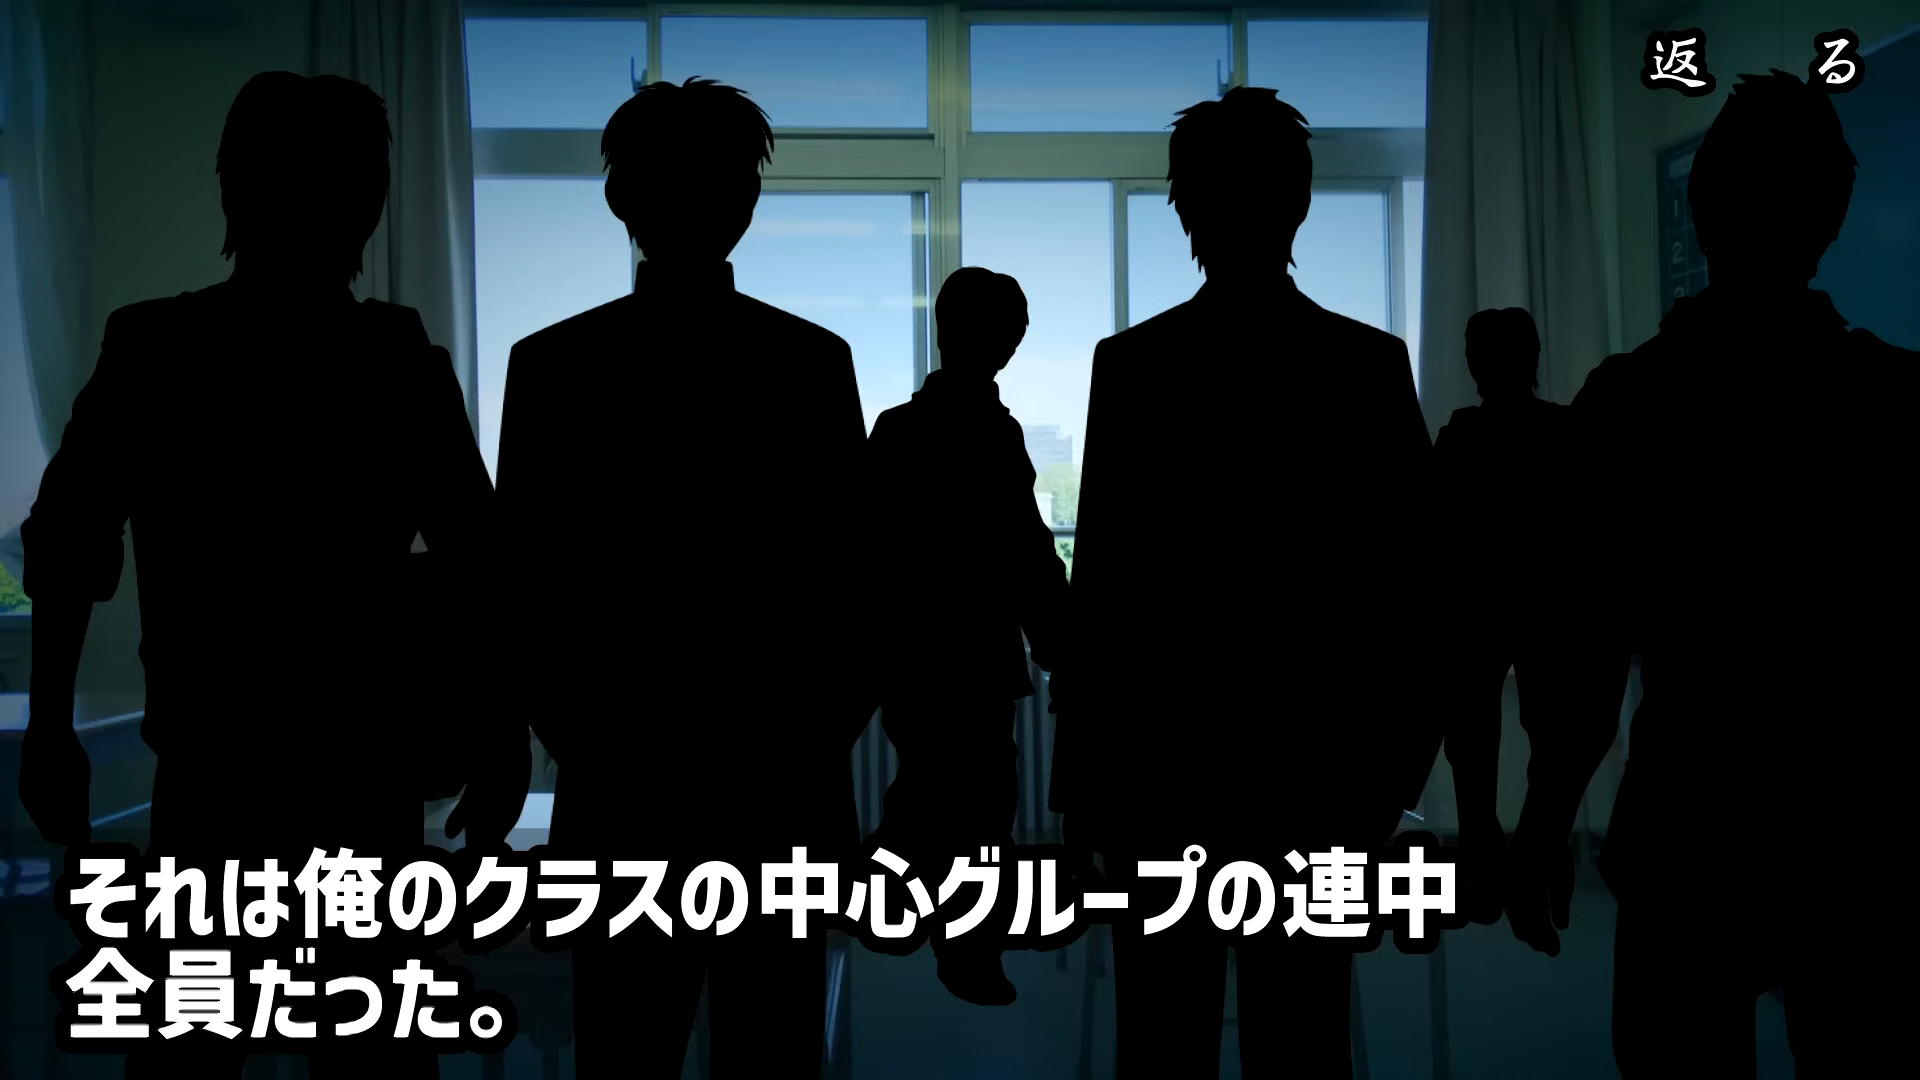 返る
それは俺のクラスの中心グループの連中
全員だった。